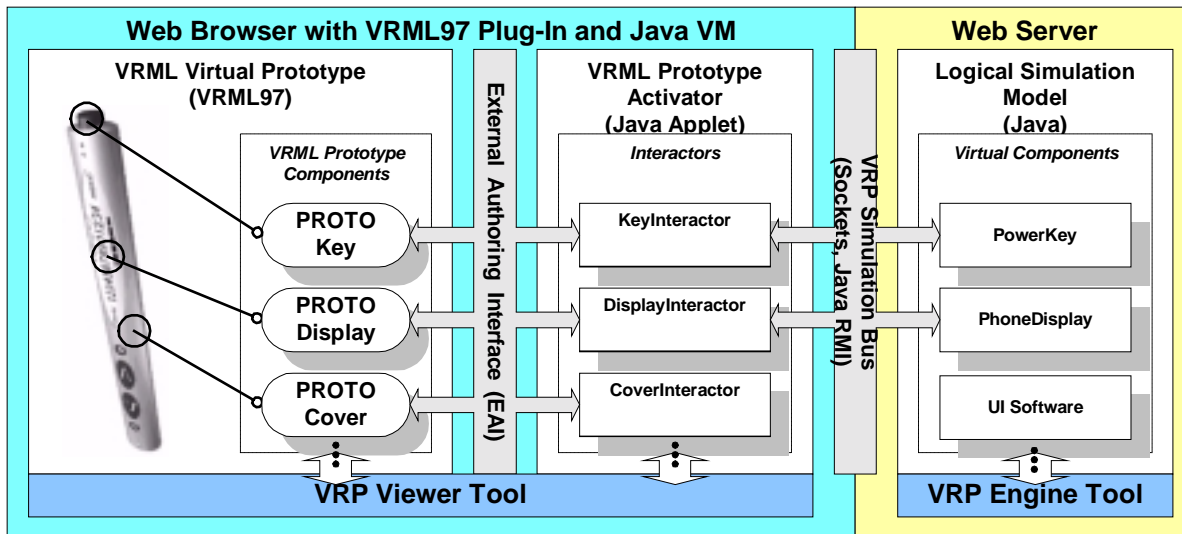 Web Browser with VRML97 Plug-In and Java VM
Web Server
VRML Virtual Prototype
(VRML97)
VRML Prototype
Components
PROTO
Key
PROTO
Display
PROTO
Cover
External Authoring Interface (EAI)
VRML Prototype
Activator
(Java Applet)
Interactors
KeyInteractor
DisplayInteractor
CoverInteractor
VRP Simulation Bus
(Sockets, Java RMI)
Logical Simulation
Model
(Java)
Virtual Components
PowerKey
PhoneDisplay
UI Software
VRP Viewer Tool
VRP Engine Tool